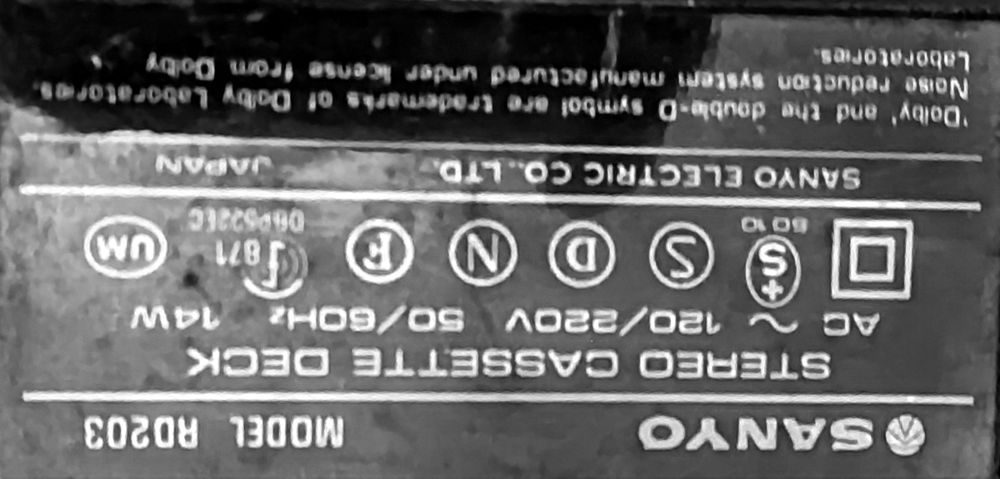 SANYO MODEL RD203
STEREO CASSETTE DECK
AC ~ 120/220V 50/60Hz 14W
+S S D N F f 871 UM
SANYO ELECTRIC CO., LTD. JAPAN
'Dolby' and the double-D symbol are trademarks of Dolby Laboratories.
Noise reduction system manufactured under license from Dolby
Laboratories.